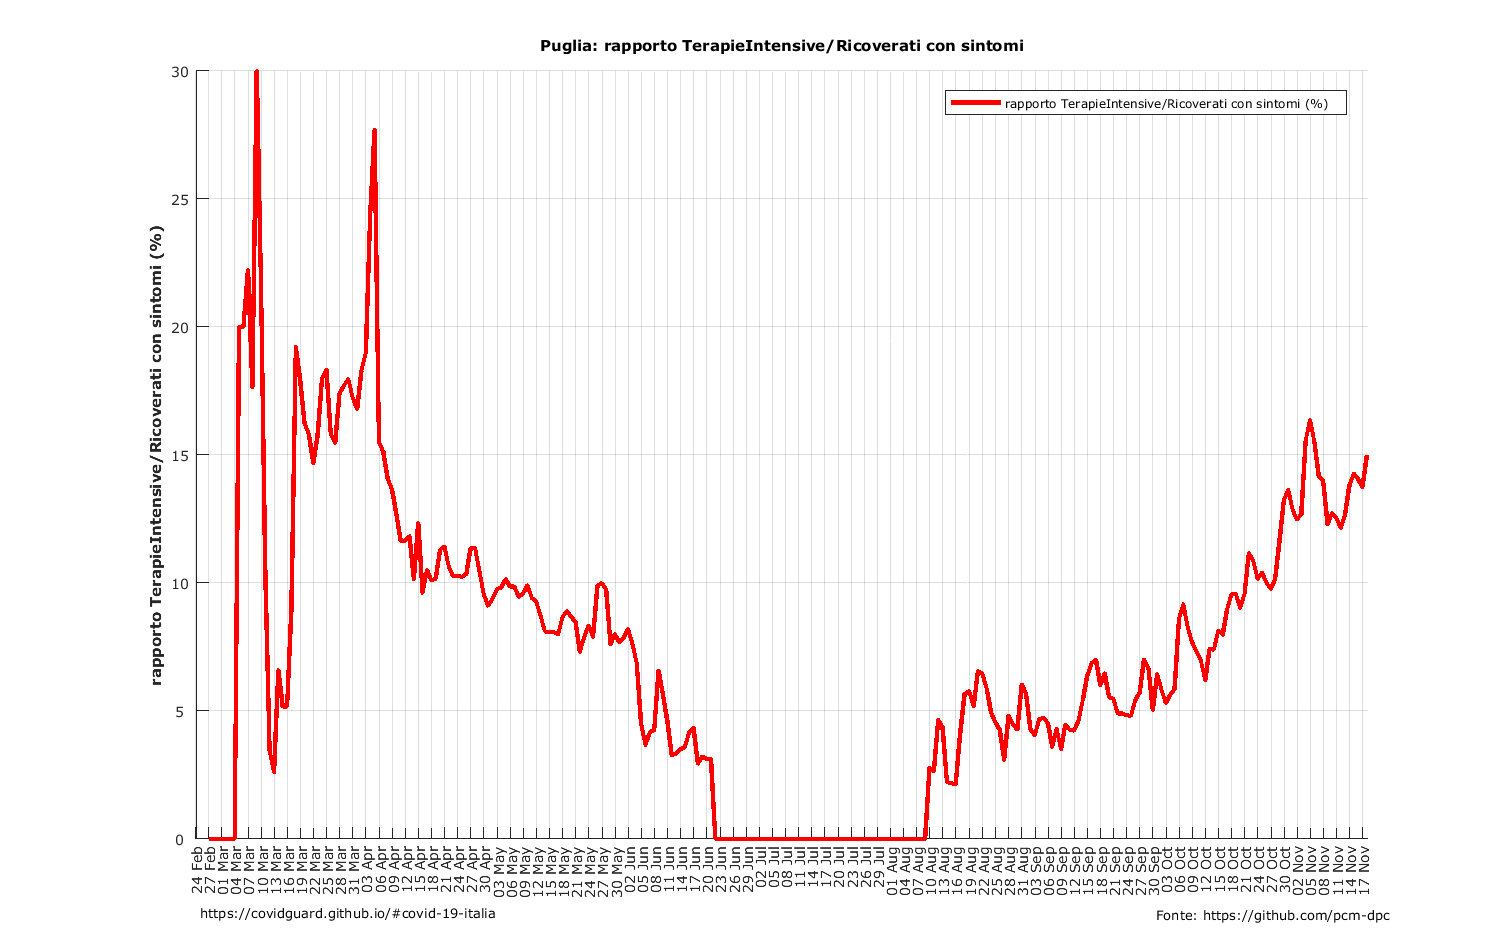 Puglia: rapporto TerapieIntensive/Ricoverati con sintomi
rapporto TerapieIntensive/Ricoverati con sintomi (%)
rapporto TerapieIntensive/Ricoverati con sintomi (%)
30
25
20
15
10
5
0
24 Feb
27 Feb
01 Mar
04 Mar
07 Mar
10 Mar
13 Mar
16 Mar
19 Mar
22 Mar
25 Mar
28 Mar
31 Mar
03 Apr
06 Apr
09 Apr
12 Apr
15 Apr
18 Apr
21 Apr
24 Apr
27 Apr
30 Apr
03 May
06 May
09 May
12 May
15 May
18 May
21 May
24 May
27 May
30 May
02 Jun
05 Jun
08 Jun
11 Jun
14 Jun
17 Jun
20 Jun
23 Jun
26 Jun
29 Jun
02 Jul
05 Jul
08 Jul
11 Jul
14 Jul
17 Jul
20 Jul
23 Jul
26 Jul
29 Jul
01 Aug
04 Aug
07 Aug
10 Aug
13 Aug
16 Aug
19 Aug
22 Aug
25 Aug
28 Aug
31 Aug
03 Sep
06 Sep
09 Sep
12 Sep
15 Sep
18 Sep
21 Sep
24 Sep
27 Sep
30 Sep
03 Oct
06 Oct
09 Oct
12 Oct
15 Oct
18 Oct
21 Oct
24 Oct
27 Oct
30 Oct
02 Nov
05 Nov
08 Nov
11 Nov
14 Nov
17 Nov
https://covidguard.github.io/#covid-19-italia
Fonte: https://github.com/pcm-dpc